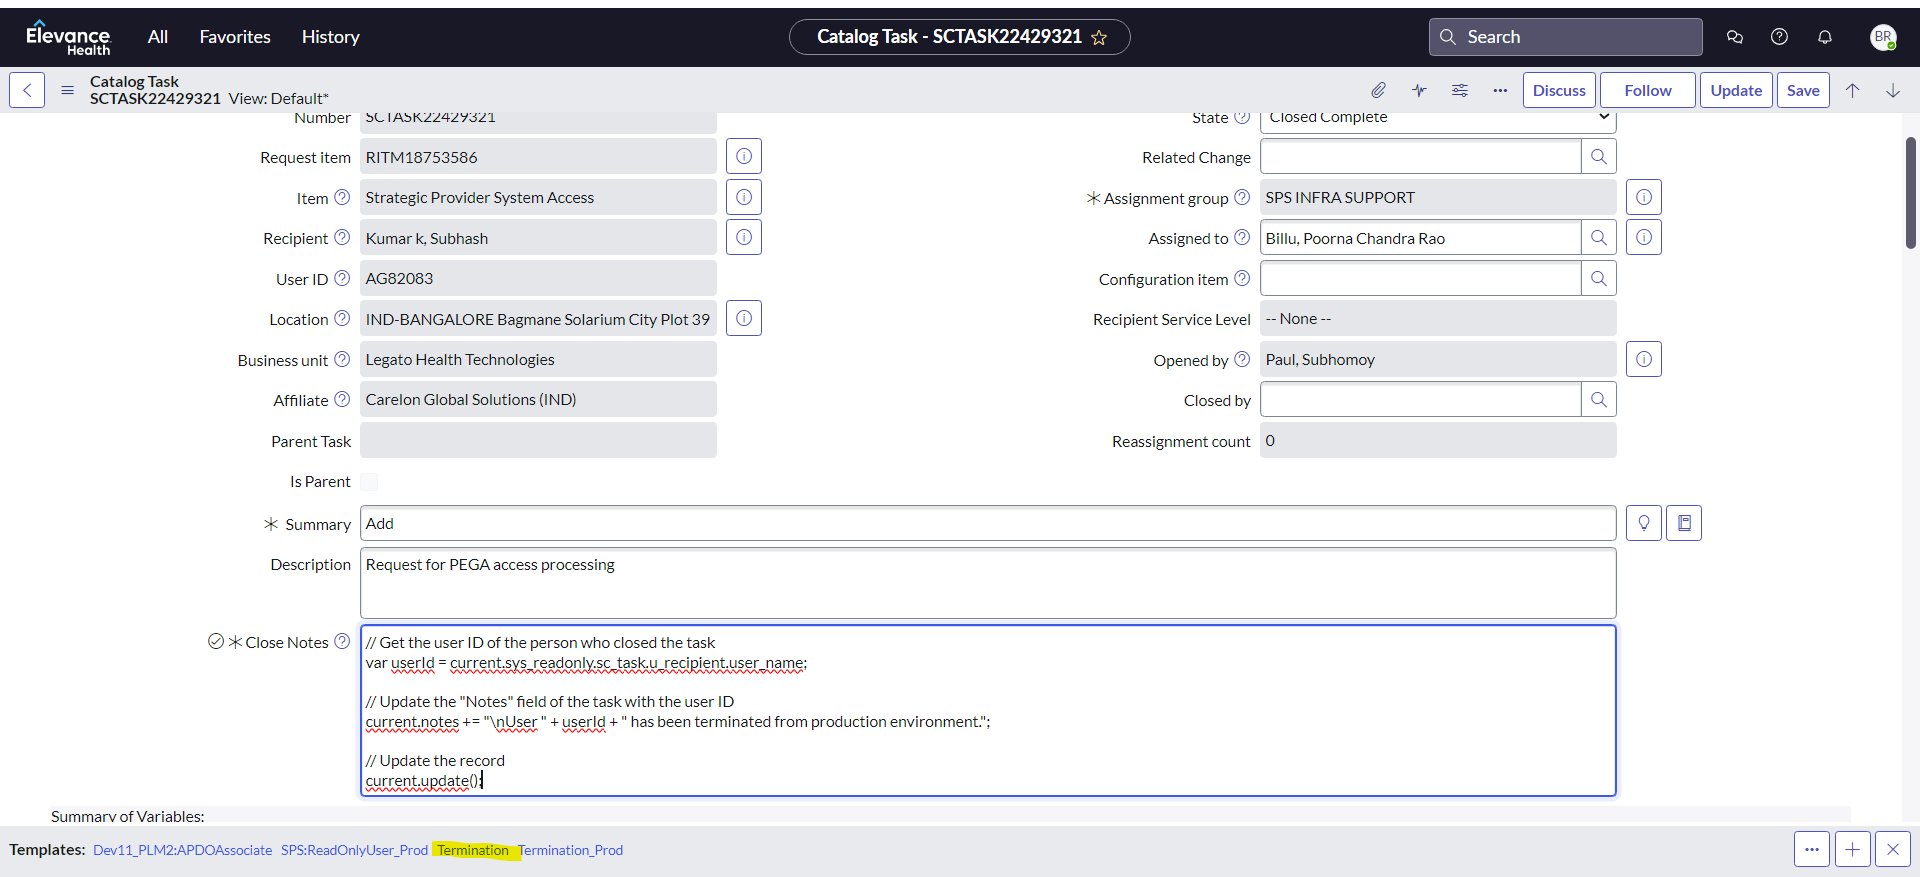 Elevance Health
All Favorites History
Catalog Task - SCTASK22429321
Search
BR
Catalog Task
SCTASK22429321 View: Default*
Discuss Follow Update Save
Number SCTASK22429321
State Closed Complete
Request item RITM18753586
Related Change
Item Strategic Provider System Access
Assignment group SPS INFRA SUPPORT
Recipient Kumar k, Subhash
Assigned to Billu, Poorna Chandra Rao
User ID AG82083
Configuration item
Location IND-BANGALORE Bagmane Solarium City Plot 39
Recipient Service Level -- None --
Business unit Legato Health Technologies
Opened by Paul, Subhomoy
Affiliate Carelon Global Solutions (IND)
Closed by
Parent Task
Reassignment count 0
Is Parent
Summary Add
Description Request for PEGA access processing
Close Notes // Get the user ID of the person who closed the task
var userId = current.sys_readonly.sc_task.u_recipient.user_name;
// Update the "Notes" field of the task with the user ID
current.notes += "\nUser " + userId + " has been terminated from production environment.";
// Update the record
current.update();
Summary of Variables:
Templates: Dev11_PLM2:APDOAssociate SPS:ReadOnlyUser_Prod Termination Termination_Prod